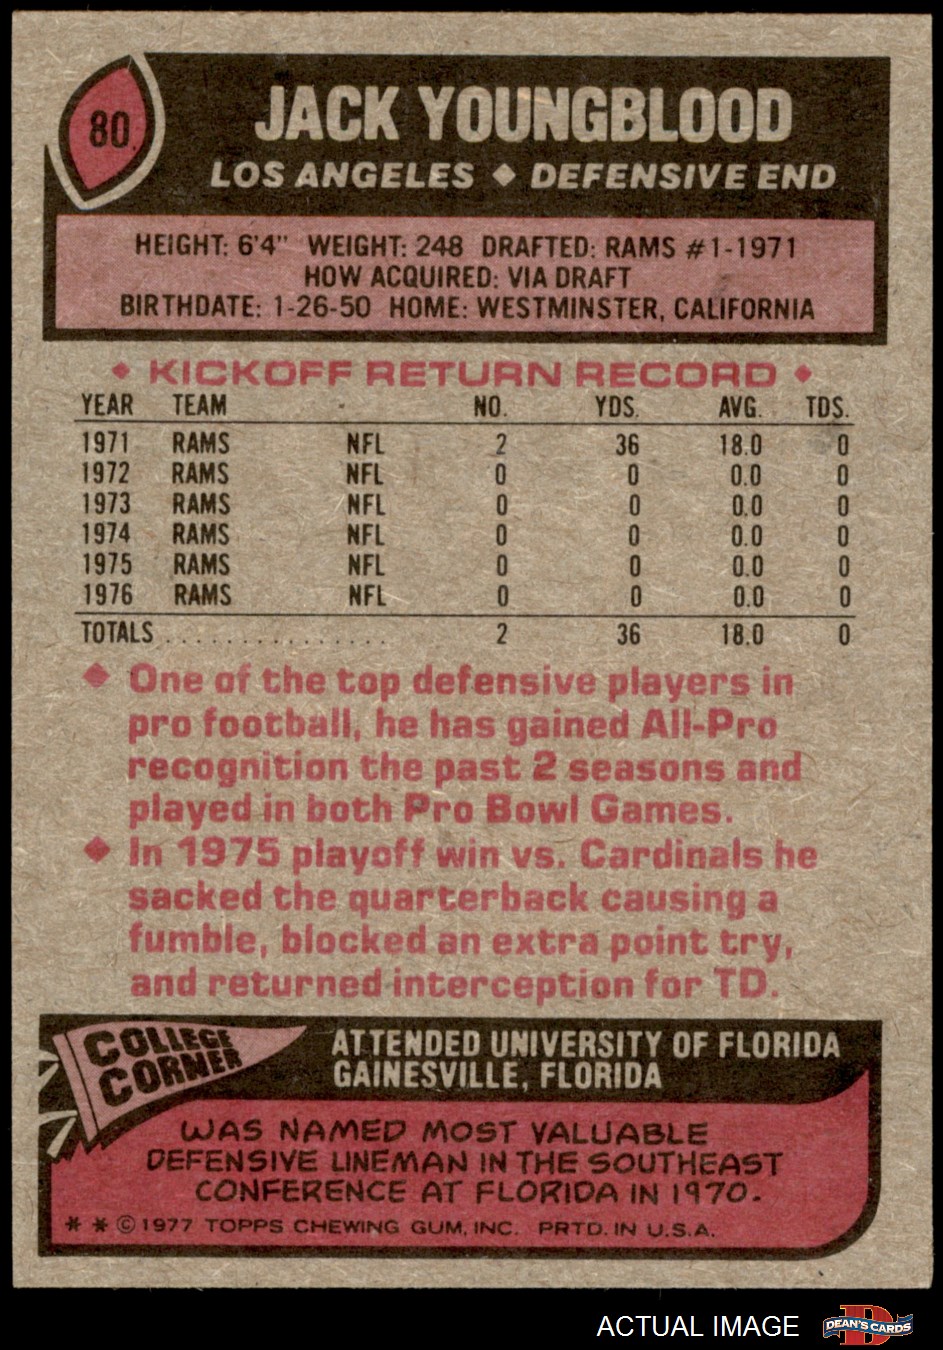 80
JACK YOUNGBLOOD
LOS ANGELES ◆ DEFENSIVE END
HEIGHT: 6'4" WEIGHT: 248 DRAFTED: RAMS #1-1971
HOW ACQUIRED: VIA DRAFT
BIRTHDATE: 1-26-50 HOME: WESTMINSTER, CALIFORNIA
◆ KICKOFF RETURN RECORD ◆
YEAR TEAM NO. YDS. AVG. TDS.
1971 RAMS NFL 2 36 18.0 0
1972 RAMS NFL 0 0 0.0 0
1973 RAMS NFL 0 0 0.0 0
1974 RAMS NFL 0 0 0.0 0
1975 RAMS NFL 0 0 0.0 0
1976 RAMS NFL 0 0 0.0 0
TOTALS . . . . . . . . . . . . . . . . 2 36 18.0 0
◆ One of the top defensive players in
pro football, he has gained All-Pro
recognition the past 2 seasons and
played in both Pro Bowl Games.
◆ In 1975 playoff win vs. Cardinals he
sacked the quarterback causing a
fumble, blocked an extra point try,
and returned interception for TD.
COLLEGE
CORNER
ATTENDED UNIVERSITY OF FLORIDA
GAINESVILLE, FLORIDA
WAS NAMED MOST VALUABLE
DEFENSIVE LINEMAN IN THE SOUTHEAST
CONFERENCE AT FLORIDA IN 1970.
* * © 1977 TOPPS CHEWING GUM, INC. PRTD. IN U.S.A.
ACTUAL IMAGE
D
DEAN'S CARDS